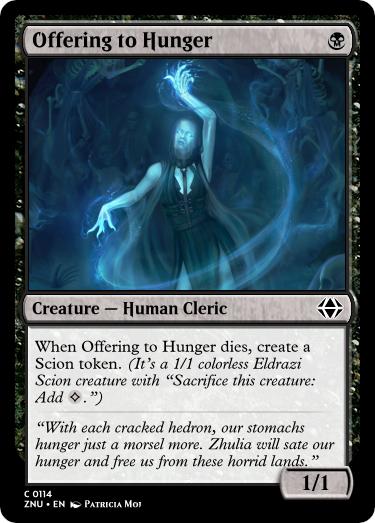 Offering to Hunger
Creature — Human Cleric
When Offering to Hunger dies, create a
Scion token. (It's a 1/1 colorless Eldrazi
Scion creature with “Sacrifice this creature:
Add .”)
“With each cracked hedron, our stomachs
hunger just a morsel more. Zhulia will sate our
hunger and free us from these horrid lands.”
1/1
C 0114
ZNU • EN Patricia Moi